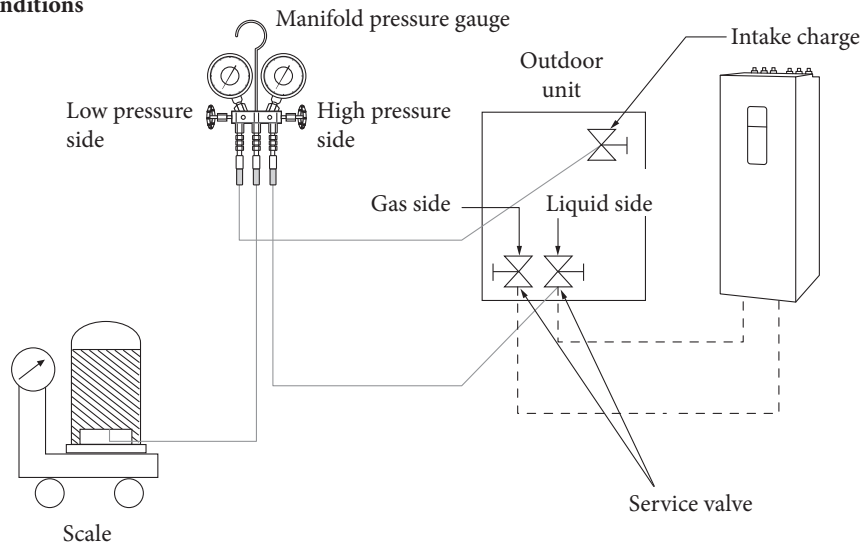 nditions
Manifold pressure gauge
Intake charge
Outdoor
unit
Low pressure
side
High pressure
side
Gas side
Liquid side
Service valve
Scale